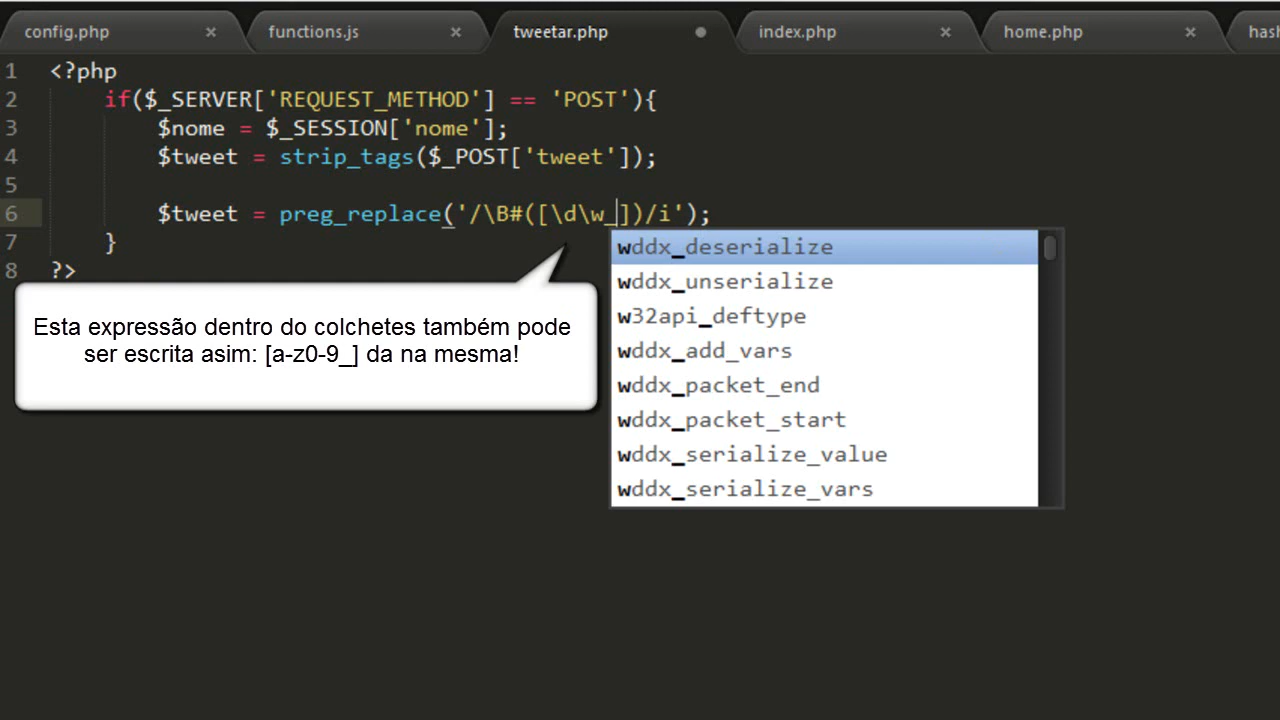 config.php × functions.js × tweetar.php index.php × home.php × hasl
1 <?php
2 if($_SERVER['REQUEST_METHOD'] == 'POST'){
3 $nome = $_SESSION['nome'];
4 $tweet = strip_tags($_POST['tweet']);
5
6 $tweet = preg_replace('/\B#([\d\w_])/i');
7 }
8 ?>
Esta expressão dentro do colchetes também pode
ser escrita asim: [a-z0-9_] da na mesma!
wddx_deserialize
wddx_unserialize
w32api_deftype
wddx_add_vars
wddx_packet_end
wddx_packet_start
wddx_serialize_value
wddx_serialize_vars